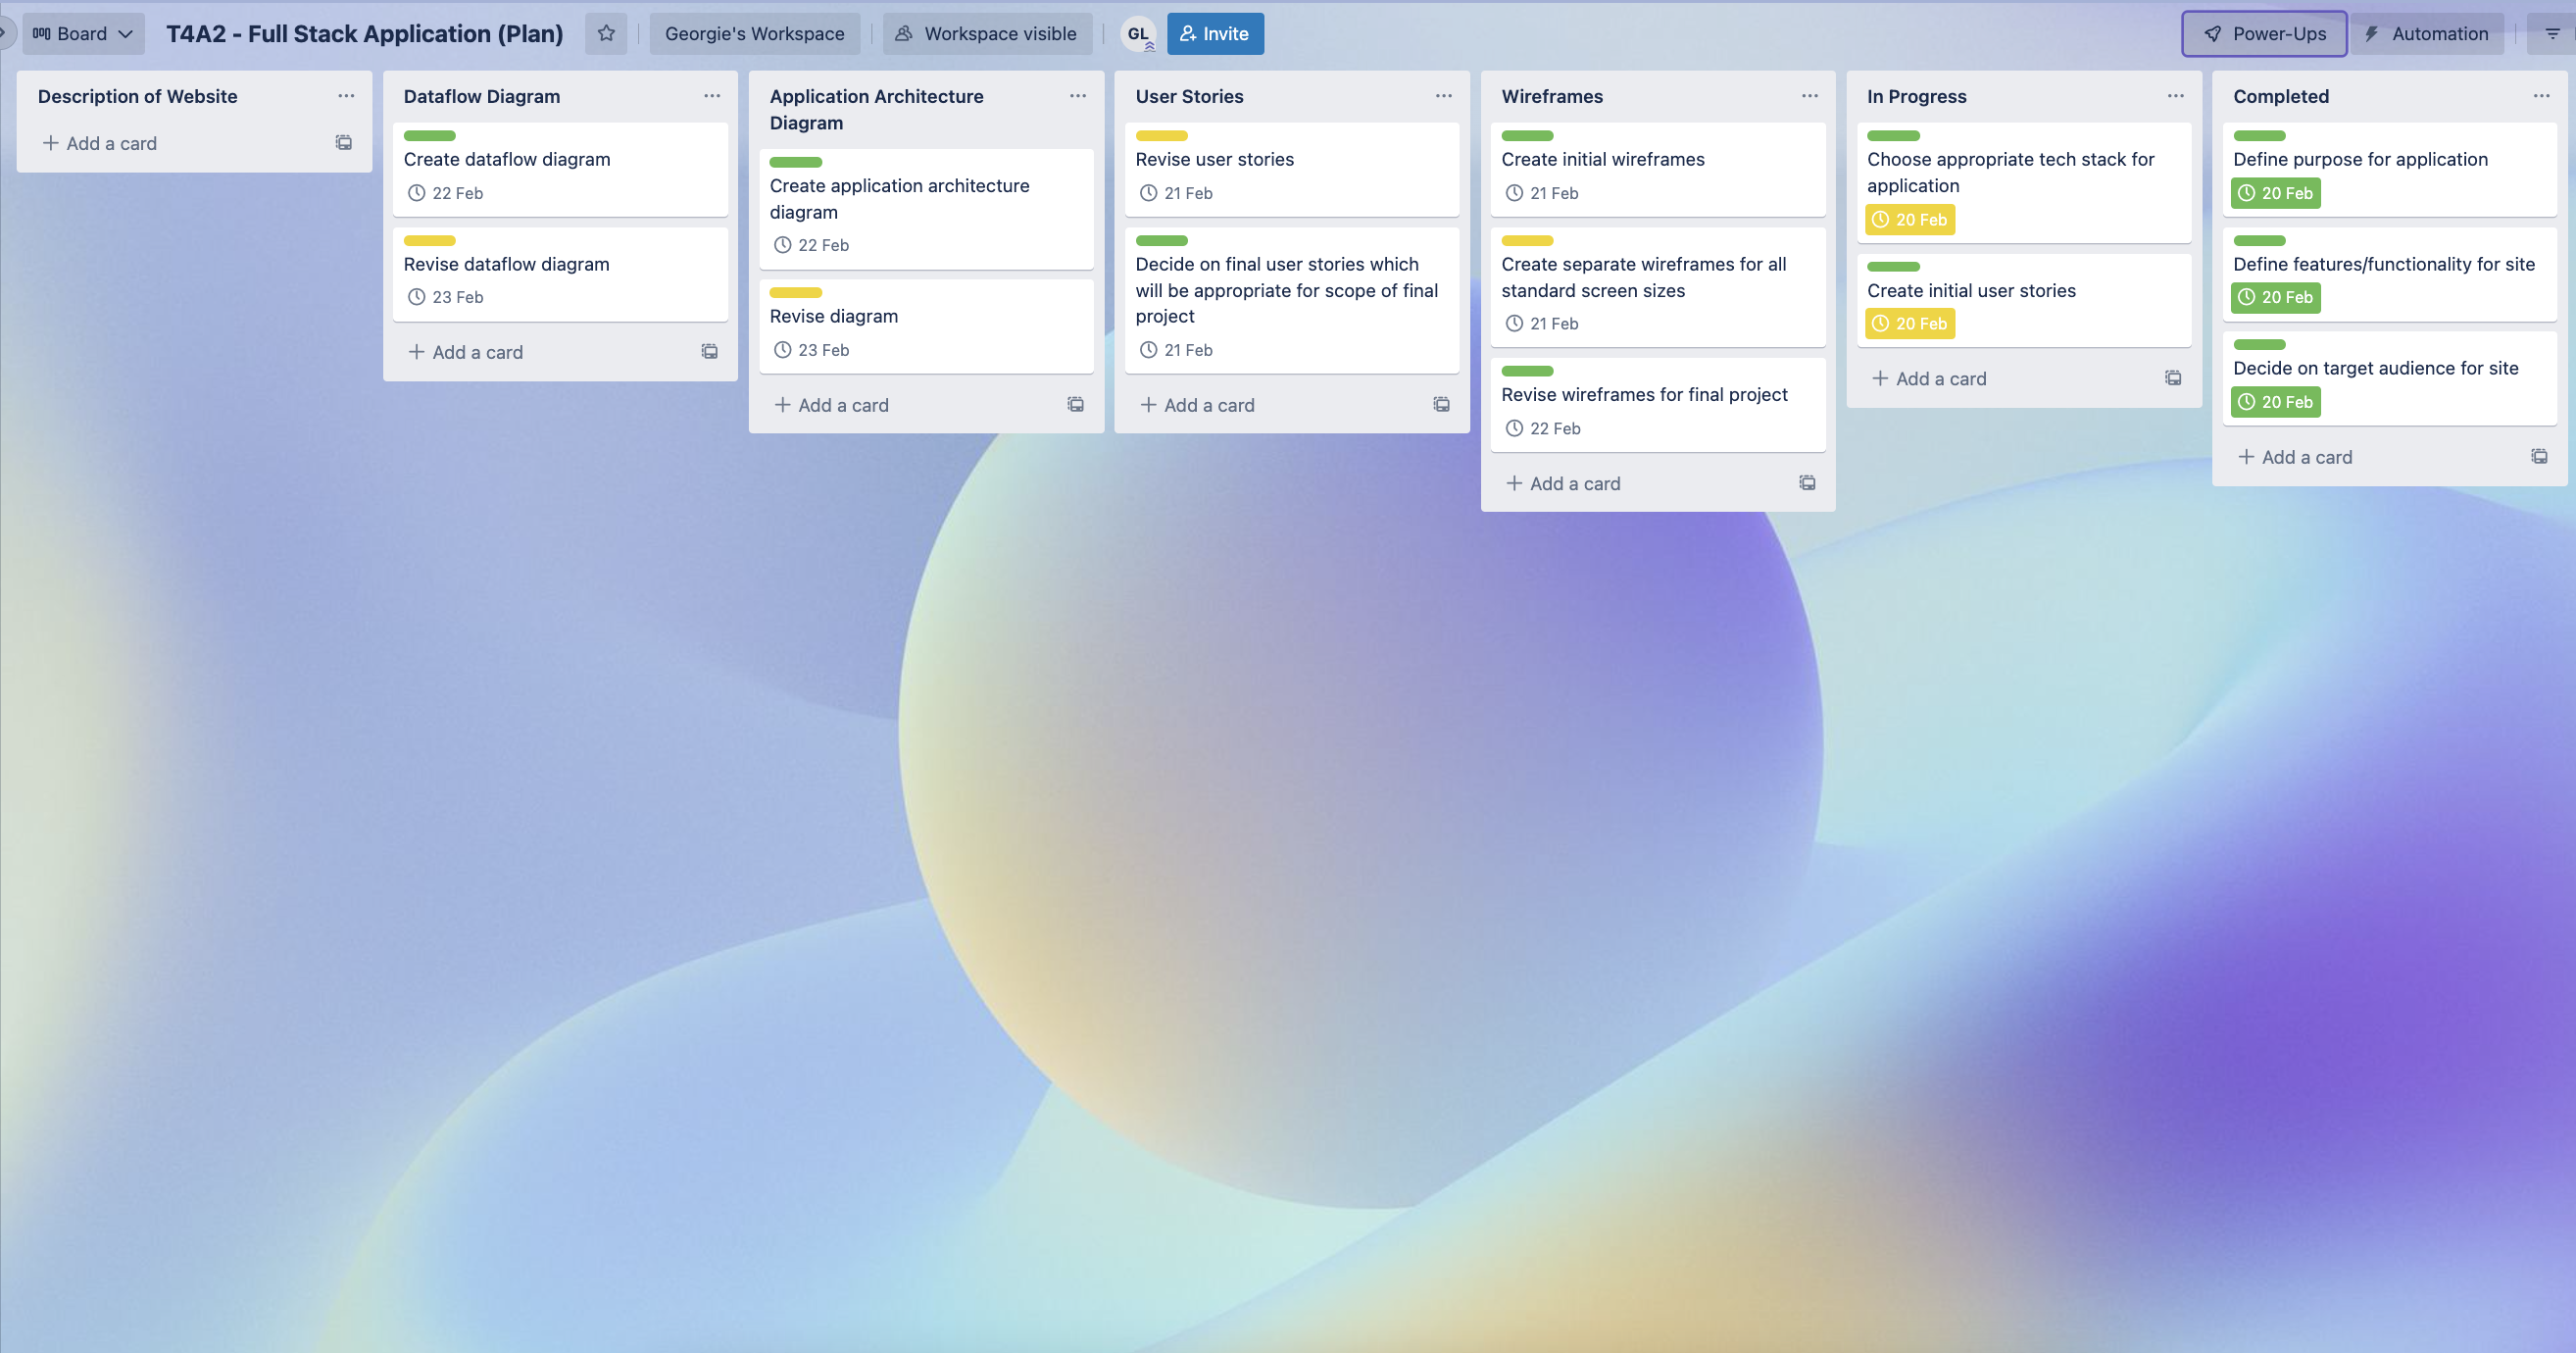 Board
T4A2 - Full Stack Application (Plan)
Georgie's Workspace
Workspace visible
GL
Invite
Power-Ups
Automation
Description of Website
Add a card
Dataflow Diagram
Create dataflow diagram
22 Feb
Revise dataflow diagram
23 Feb
Add a card
Application Architecture
Diagram
Create application architecture
diagram
22 Feb
Revise diagram
23 Feb
Add a card
User Stories
Revise user stories
21 Feb
Decide on final user stories which
will be appropriate for scope of final
project
21 Feb
Add a card
Wireframes
Create initial wireframes
21 Feb
Create separate wireframes for all
standard screen sizes
21 Feb
Revise wireframes for final project
22 Feb
Add a card
In Progress
Choose appropriate tech stack for
application
20 Feb
Create initial user stories
20 Feb
Add a card
Completed
Define purpose for application
20 Feb
Define features/functionality for site
20 Feb
Decide on target audience for site
20 Feb
Add a card